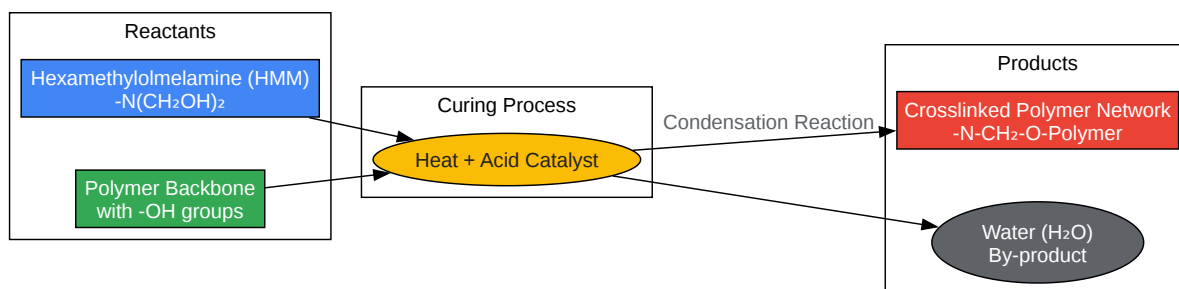 Reactants
Hexamethylolmelamine (HMM)
-N(CH₂OH)₂
Polymer Backbone
with -OH groups
Curing Process
Heat + Acid Catalyst
Condensation Reaction
Products
Crosslinked Polymer Network
-N-CH₂-O-Polymer
Water (H₂O)
By-product